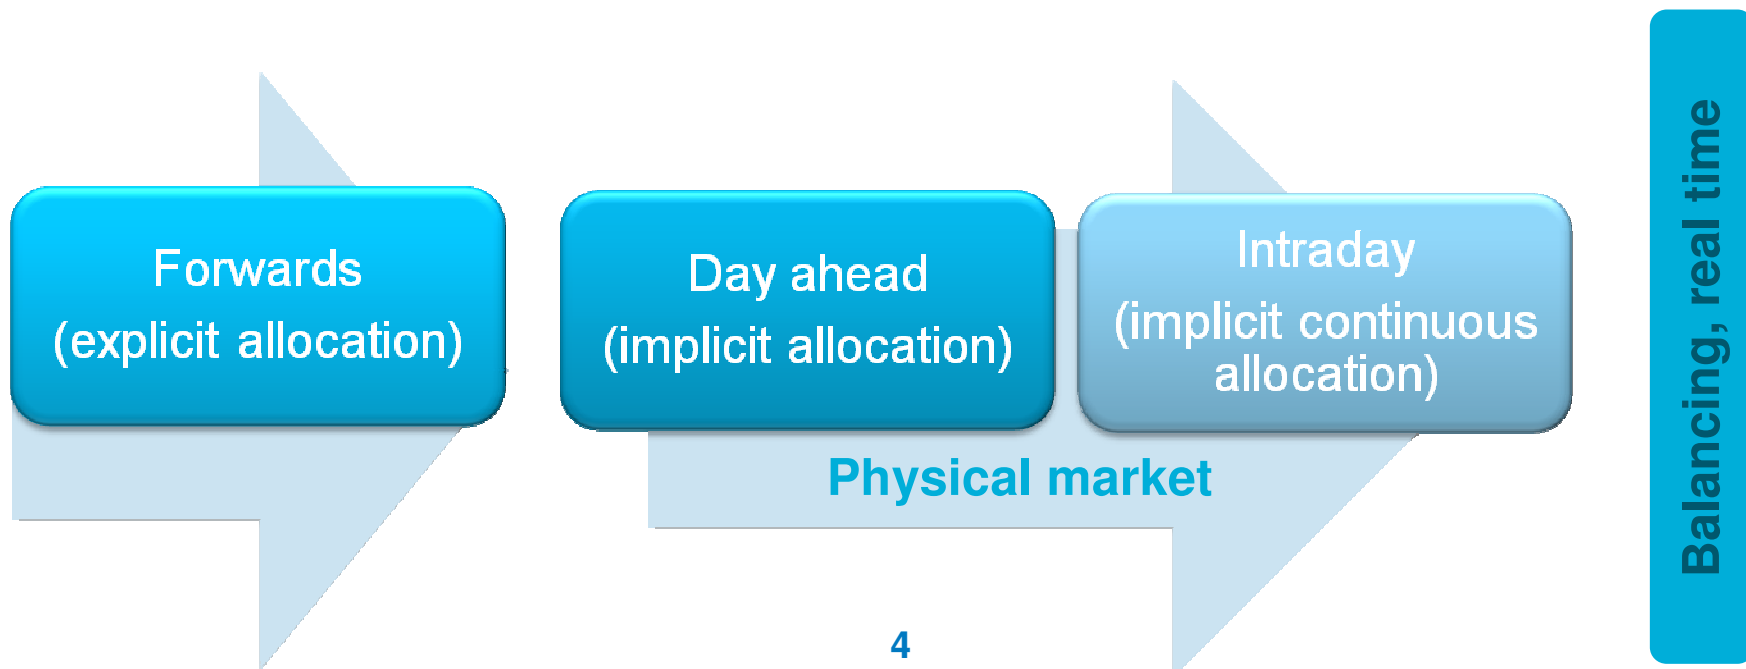 Forwards
(explicit allocation)
Day ahead
(implicit allocation)
Intraday
(implicit continuous
allocation)
Physical market
Balancing, real time
4